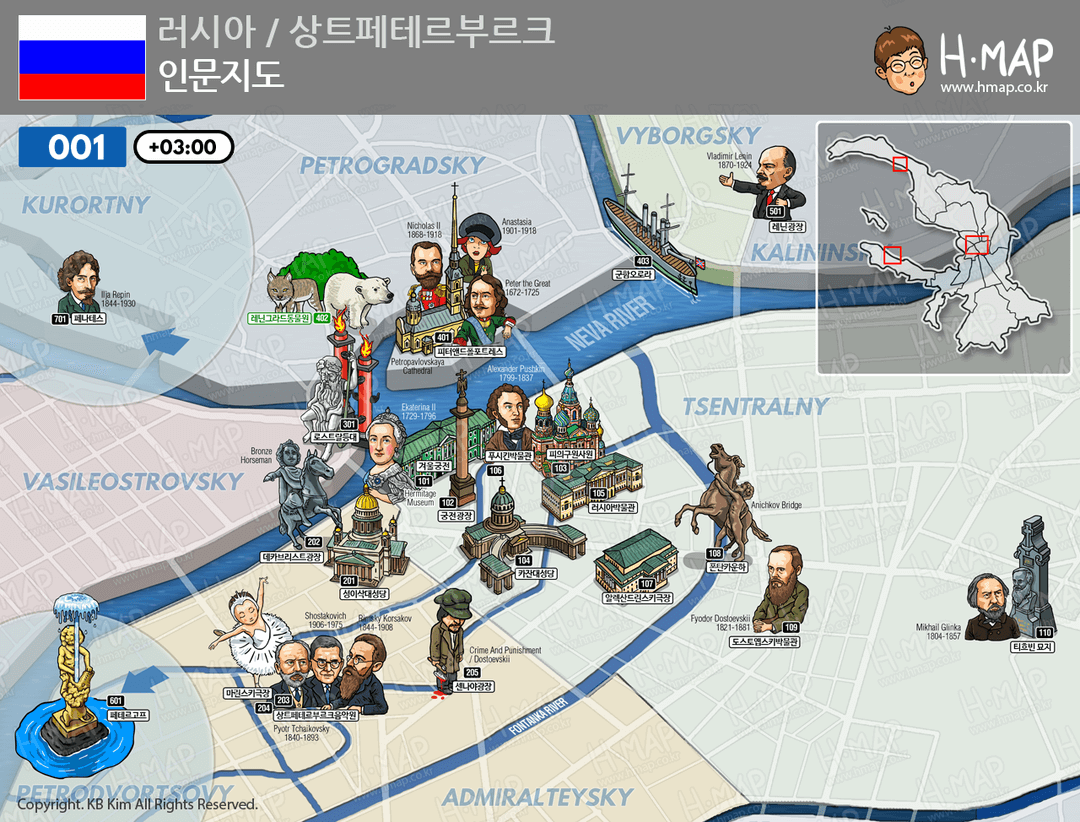 러시아 / 상트페테르부르크
인문지도
H·MAP
www.hmap.co.kr
001
+03:00
KURORTNY
PETROGRADSKY
VYBORGSKY
KALININS
Vladimir Lenin
1870-1924
501
레닌광장
Ilja Repin
1844-1930
701
페나테스
레닌그라드동물원
402
Nicholas II
1868-1918
Anastasia
1901-1918
Peter the Great
1672-1725
401
피터앤드폴포트레스
Petropavlovskaya
Cathedral
403
군함오로라
NEVA RIVER
301
로스트랄등대
Ekaterina II
1729-1796
Alexander Pushkin
1799-1837
TSENTRALNY
VASILEOSTROVSKY
Bronze
Horseman
202
데카브리스트광장
겨울궁전
101
Hermitage
Museum
102
궁전광장
푸시킨박물관
106
피의구원사원
103
105
러시아박물관
201
성이삭대성당
104
카잔대성당
107
알렉산드린스키극장
Anichkov Bridge
108
폰탄카운하
Fyodor Dostoevskii
1821-1881
109
도스토옙스키박물관
Mikhail Glinka
1804-1857
110
티흐빈 묘지
Shostakovich
1906-1975
Rimsky Korsakov
1844-1908
마린스키극장
204
203
상트페테르부르크음악원
Pyotr Tchaikovsky
1840-1893
Crime And Punishment
/ Dostoevskii
205
센나야광장
601
페테르고프
FONTANKA RIVER
PETRODVORTSOVY
ADMIRALTEYSKY
Copyright. KB Kim All Rights Reserved.